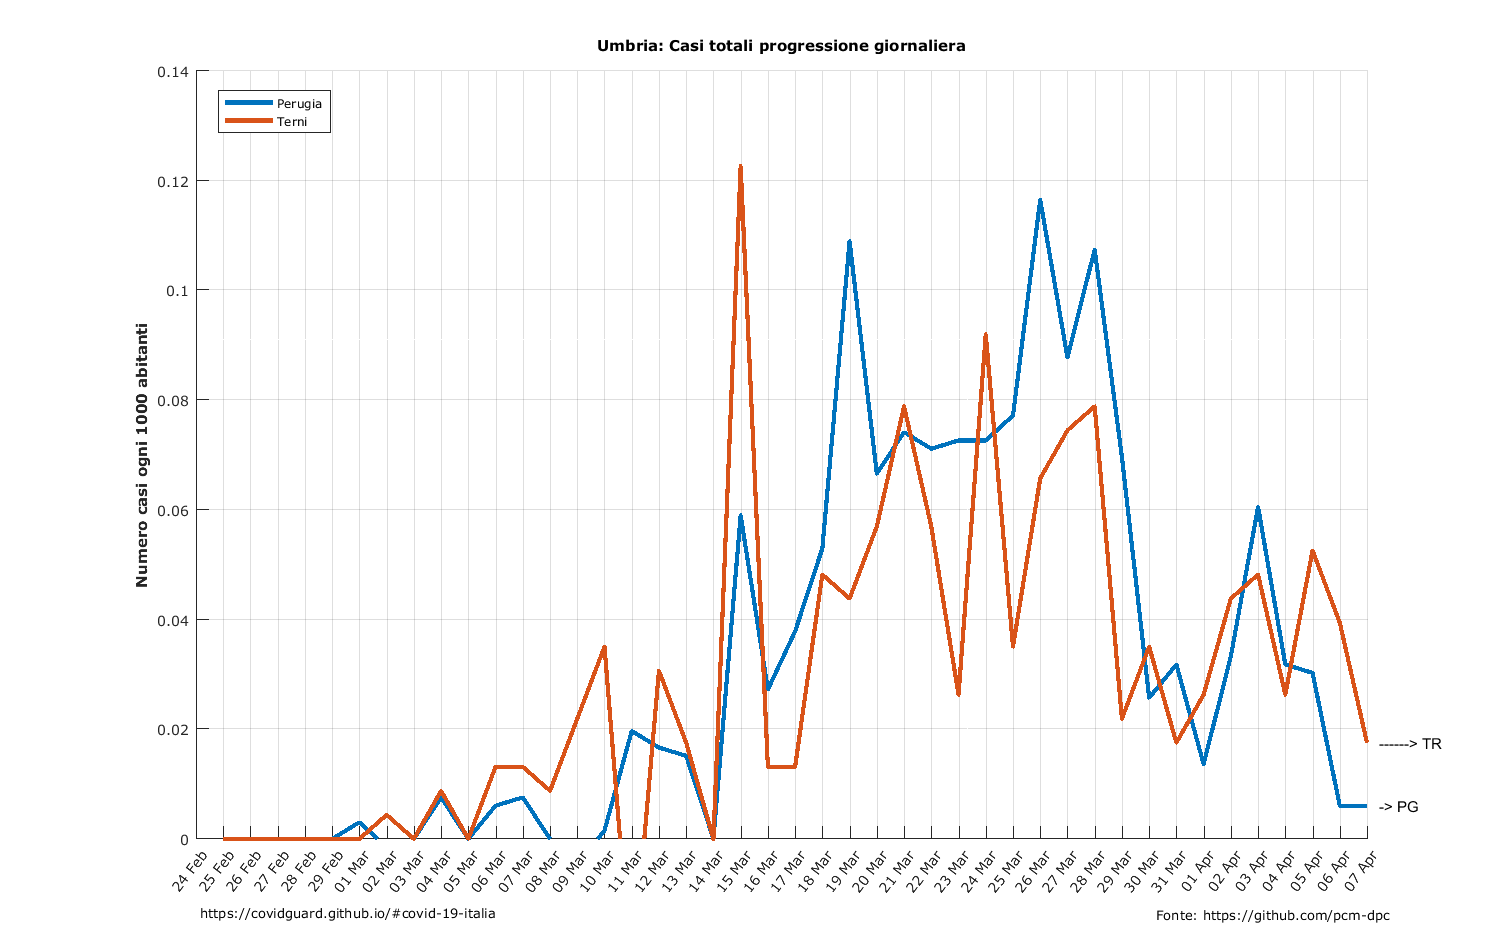 Umbria: Casi totali progressione giornaliera
Numero casi ogni 1000 abitanti
0.14
0.12
0.1
0.08
0.06
0.04
0.02
0
Perugia
Terni
------> TR
-> PG
24 Feb
25 Feb
26 Feb
27 Feb
28 Feb
29 Feb
01 Mar
02 Mar
03 Mar
04 Mar
05 Mar
06 Mar
07 Mar
08 Mar
09 Mar
10 Mar
11 Mar
12 Mar
13 Mar
14 Mar
15 Mar
16 Mar
17 Mar
18 Mar
19 Mar
20 Mar
21 Mar
22 Mar
23 Mar
24 Mar
25 Mar
26 Mar
27 Mar
28 Mar
29 Mar
30 Mar
31 Mar
01 Apr
02 Apr
03 Apr
04 Apr
05 Apr
06 Apr
07 Apr
https://covidguard.github.io/#covid-19-italia
Fonte: https://github.com/pcm-dpc